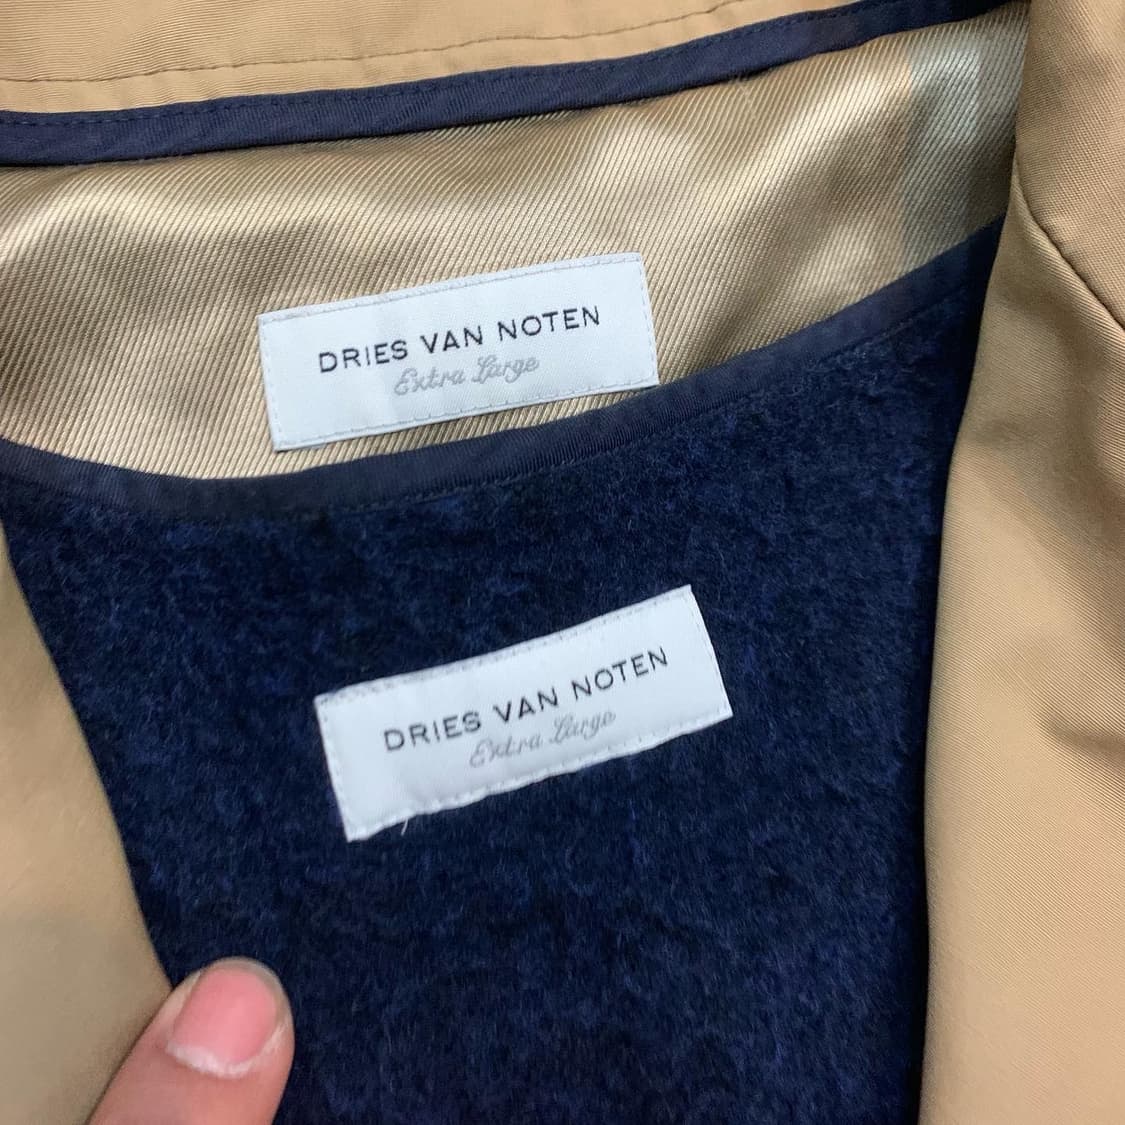 DRIES VAN NOTEN
Extra Large
DRIES VAN NOTEN
Extra Large